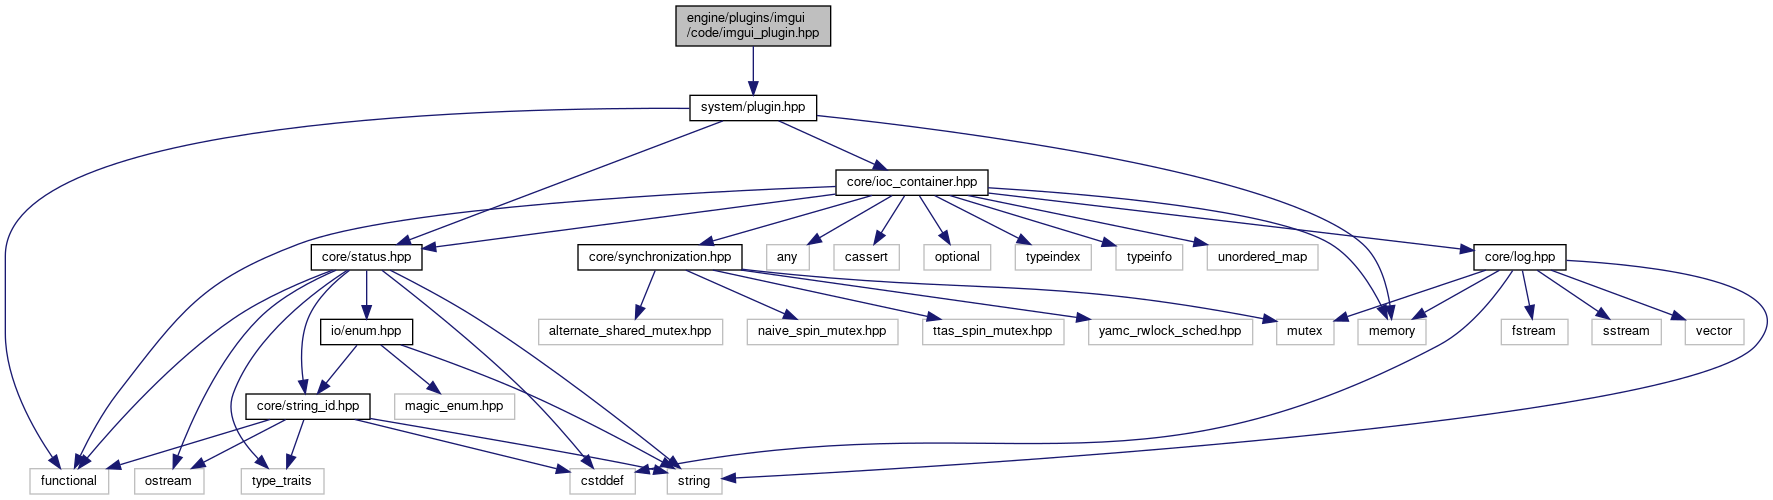 engine/plugins/imgui
/code/imgui_plugin.hpp
system/plugin.hpp
core/ioc_container.hpp
core/status.hpp
core/synchronization.hpp
any
cassert
optional
typeindex
typeinfo
unordered_map
core/log.hpp
io/enum.hpp
alternate_shared_mutex.hpp
naive_spin_mutex.hpp
ttas_spin_mutex.hpp
yamc_rwlock_sched.hpp
mutex
memory
fstream
sstream
vector
core/string_id.hpp
magic_enum.hpp
functional
ostream
type_traits
cstddef
string